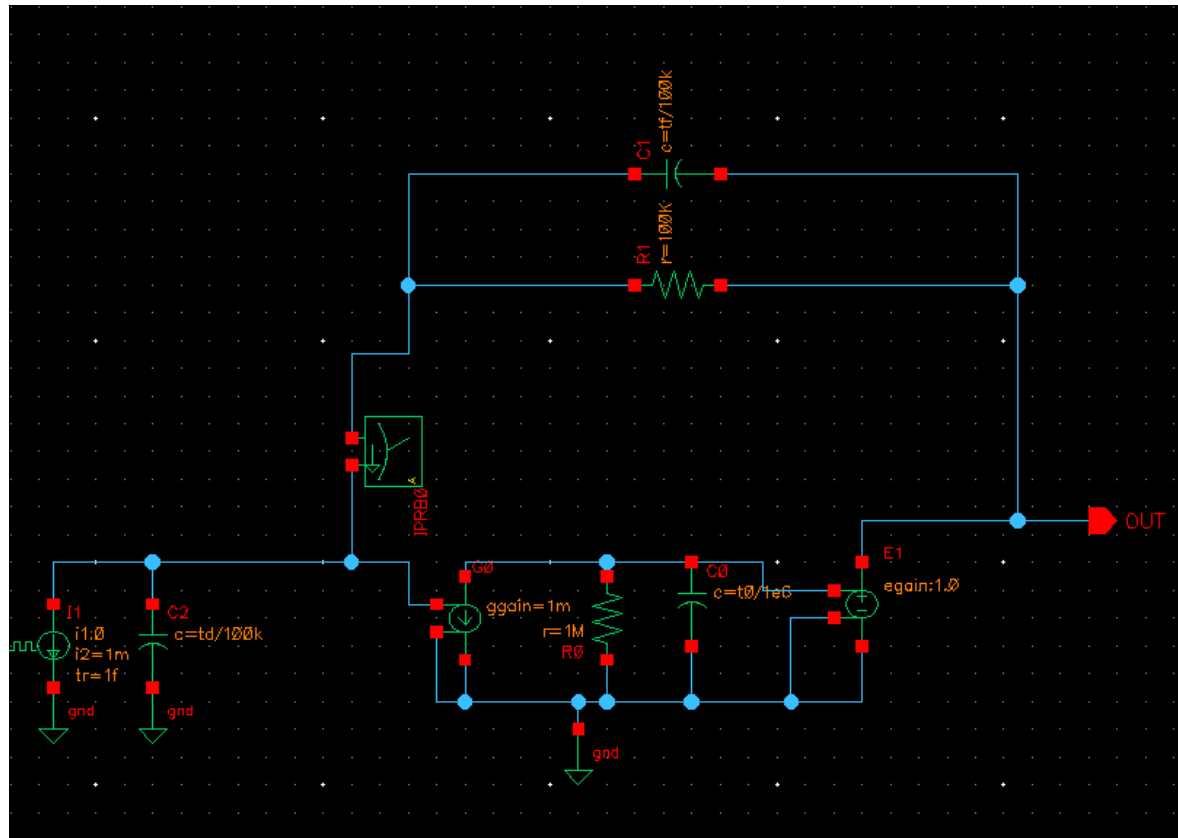 c=tf/100k
C1
r=100K
R1
IPRB0
OUT
G0
C0
E1
I1
i1:0
i2=1m
tr=1f
C2
c=td/100k
ggain=1m
c=t0/1e6
egain:1.0
r=1M
R0
gnd
gnd
gnd